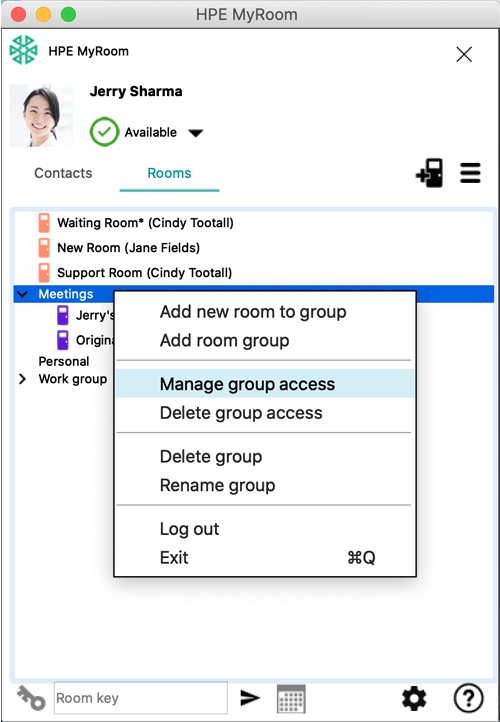 HPE MyRoom
HPE MyRoom
Jerry Sharma
Available
Contacts Rooms
Waiting Room* (Cindy Tootall)
New Room (Jane Fields)
Support Room (Cindy Tootall)
Meetings
Jerry's
Origina
Personal
Work group
Add new room to group
Add room group
Manage group access
Delete group access
Delete group
Rename group
Log out
Exit ⌘Q
Room key
?